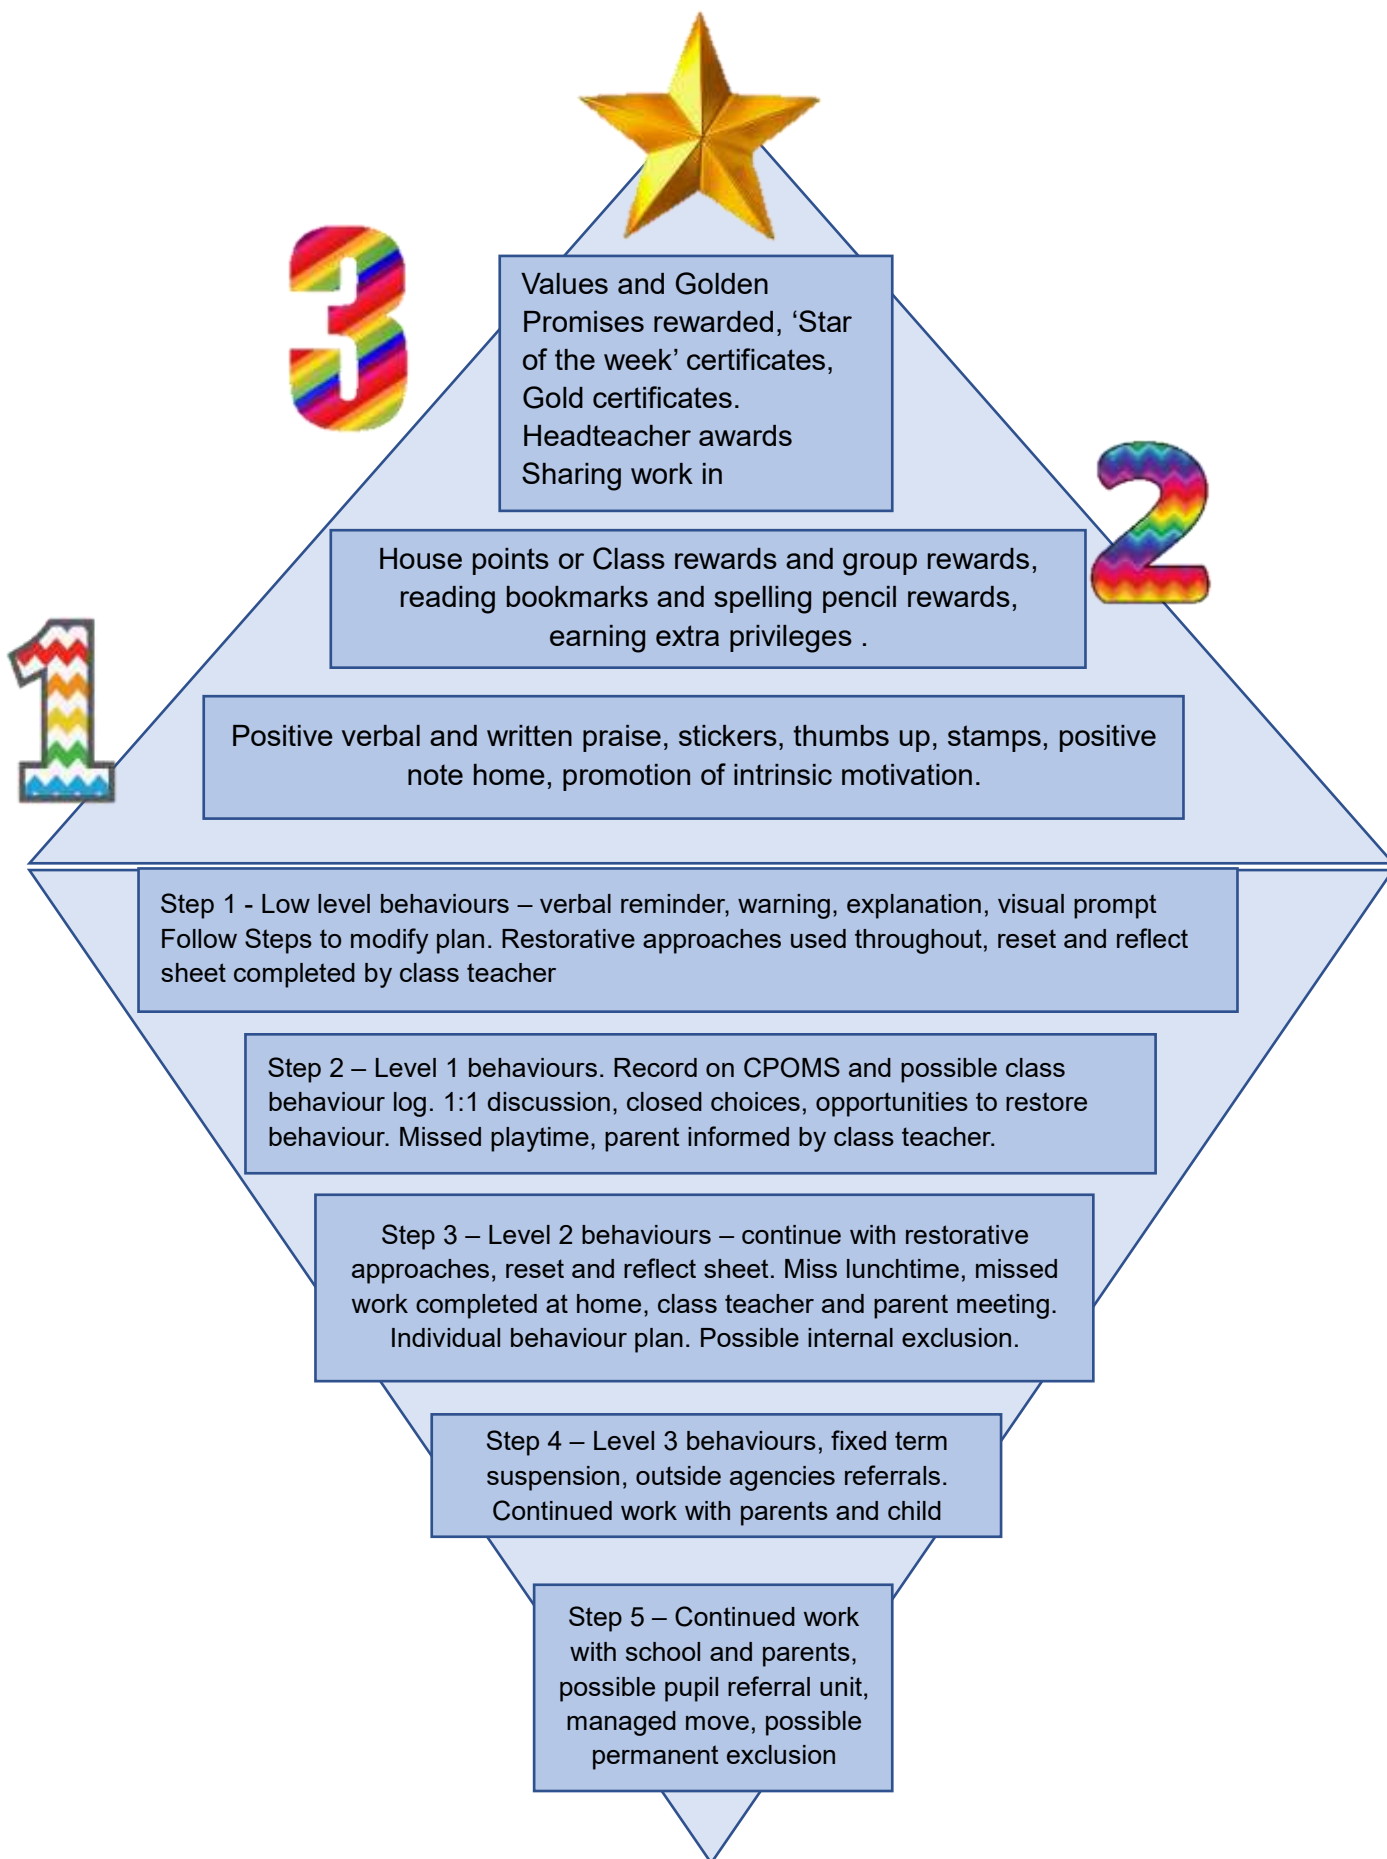 3
Values and Golden
Promises rewarded, ‘Star
of the week’ certificates,
Gold certificates.
Headteacher awards
Sharing work in
2
House points or Class rewards and group rewards,
reading bookmarks and spelling pencil rewards,
earning extra privileges .
1
Positive verbal and written praise, stickers, thumbs up, stamps, positive
note home, promotion of intrinsic motivation.
Step 1 - Low level behaviours – verbal reminder, warning, explanation, visual prompt
Follow Steps to modify plan. Restorative approaches used throughout, reset and reflect
sheet completed by class teacher
Step 2 – Level 1 behaviours. Record on CPOMS and possible class
behaviour log. 1:1 discussion, closed choices, opportunities to restore
behaviour. Missed playtime, parent informed by class teacher.
Step 3 – Level 2 behaviours – continue with restorative
approaches, reset and reflect sheet. Miss lunchtime, missed
work completed at home, class teacher and parent meeting.
Individual behaviour plan. Possible internal exclusion.
Step 4 – Level 3 behaviours, fixed term
suspension, outside agencies referrals.
Continued work with parents and child
Step 5 – Continued work
with school and parents,
possible pupil referral unit,
managed move, possible
permanent exclusion